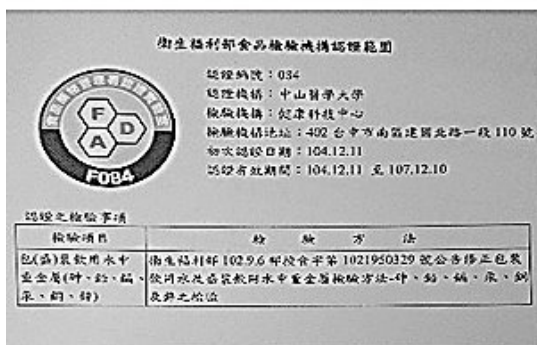 衛生福利部食品檢驗機構認證範圍
認證編號：034
認證機構：中山醫學大學
檢驗機構：健康科技中心
檢驗機構地址：402 台中市南區建國北路一段 110 號
初次認證日期：104.12.11
認證有效期間：104.12.11 至 107.12.10
F
D
A
F084
認證之檢驗事項
檢驗項目
檢驗方法
包(盛)裝飲用水中
重金屬(砷、鉛、鎘、
汞、銅、鋅)
衛生福利部 102.9.6 部授食字第 1021950329 號公告修正包裝
飲用水及盛裝飲用水中重金屬檢驗方法-砷、鉛、鎘、汞、銅
及鋅之檢驗